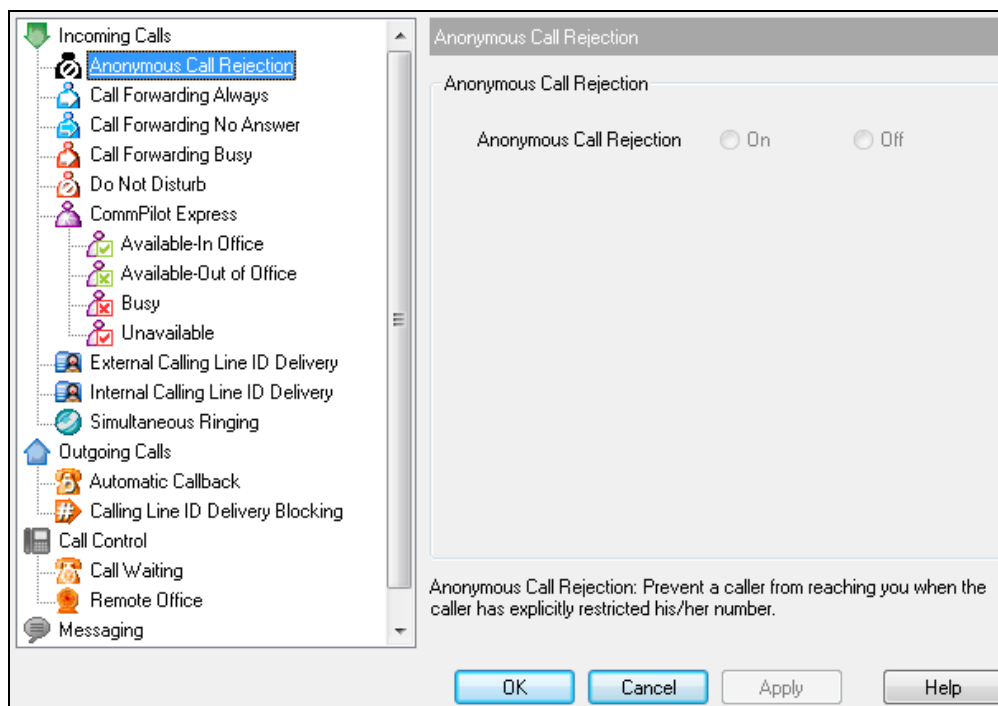 Incoming Calls
Anonymous Call Rejection
Call Forwarding Always
Call Forwarding No Answer
Call Forwarding Busy
Do Not Disturb
CommPilot Express
Available-In Office
Available-Out of Office
Busy
Unavailable
External Calling Line ID Delivery
Internal Calling Line ID Delivery
Simultaneous Ringing
Outgoing Calls
Automatic Callback
Calling Line ID Delivery Blocking
Call Control
Call Waiting
Remote Office
Messaging
Anonymous Call Rejection
Anonymous Call Rejection
Anonymous Call Rejection On Off
Anonymous Call Rejection: Prevent a caller from reaching you when the
caller has explicitly restricted his/her number.
OK Cancel Apply Help